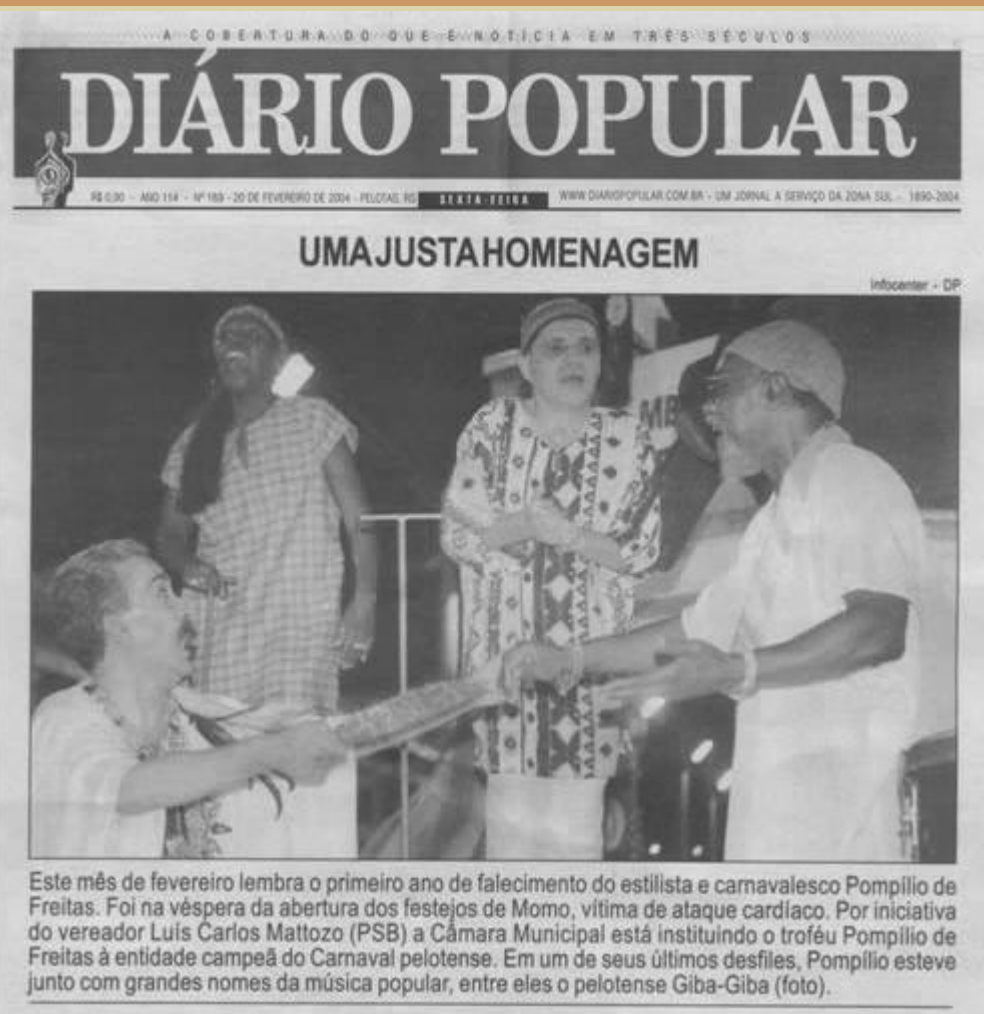 A COBERTURA DO QUE É NOTÍCIA EM TRÊS SÉCULOS
DIÁRIO POPULAR
R$ 0,90 - ANO 114 - Nº 169 - 20 DE FEVEREIRO DE 2004 - PELOTAS, RS SEXTA-FEIRA WWW.DIARIOPOPULAR.COM.BR - UM JORNAL A SERVIÇO DA ZONA SUL - 1890-2004
UMA JUSTA HOMENAGEM
Infocenter - DP
MB
Este mês de fevereiro lembra o primeiro ano de falecimento do estilista e carnavalesco Pompílio de
Freitas. Foi na véspera da abertura dos festejos de Momo, vítima de ataque cardíaco. Por iniciativa
do vereador Luís Carlos Mattozo (PSB) a Câmara Municipal está instituindo o troféu Pompílio de
Freitas à entidade campeã do Carnaval pelotense. Em um de seus últimos desfiles, Pompílio esteve
junto com grandes nomes da música popular, entre eles o pelotense Giba-Giba (foto).